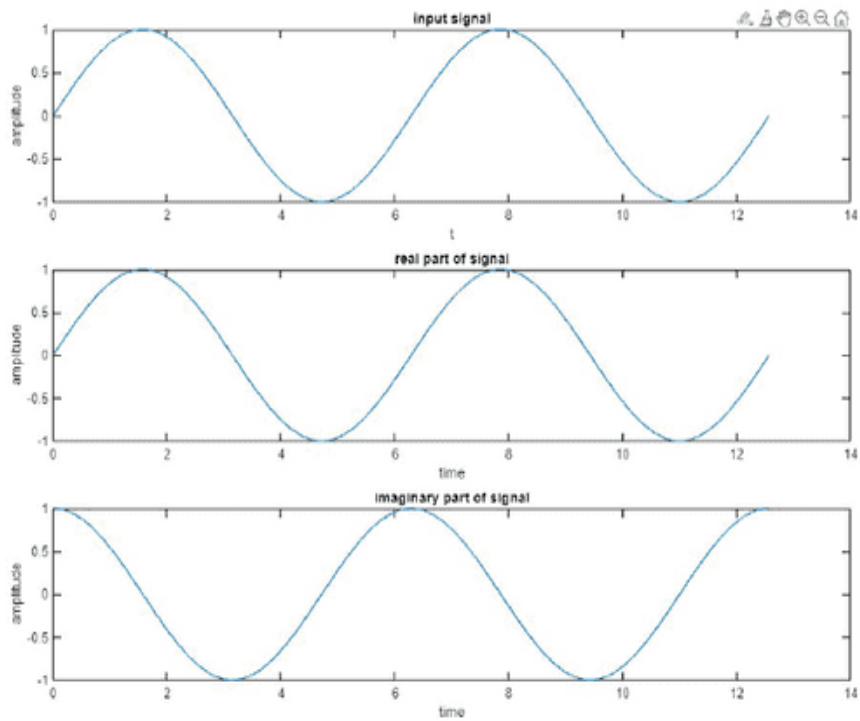 input signal
1
0.5
0
-0.5
-1
amplitude
0 2 4 6 8 10 12 14
t
real part of signal
1
0.5
0
-0.5
-1
amplitude
0 2 4 6 8 10 12 14
time
imaginary part of signal
1
0.5
0
-0.5
-1
amplitude
0 2 4 6 8 10 12 14
time